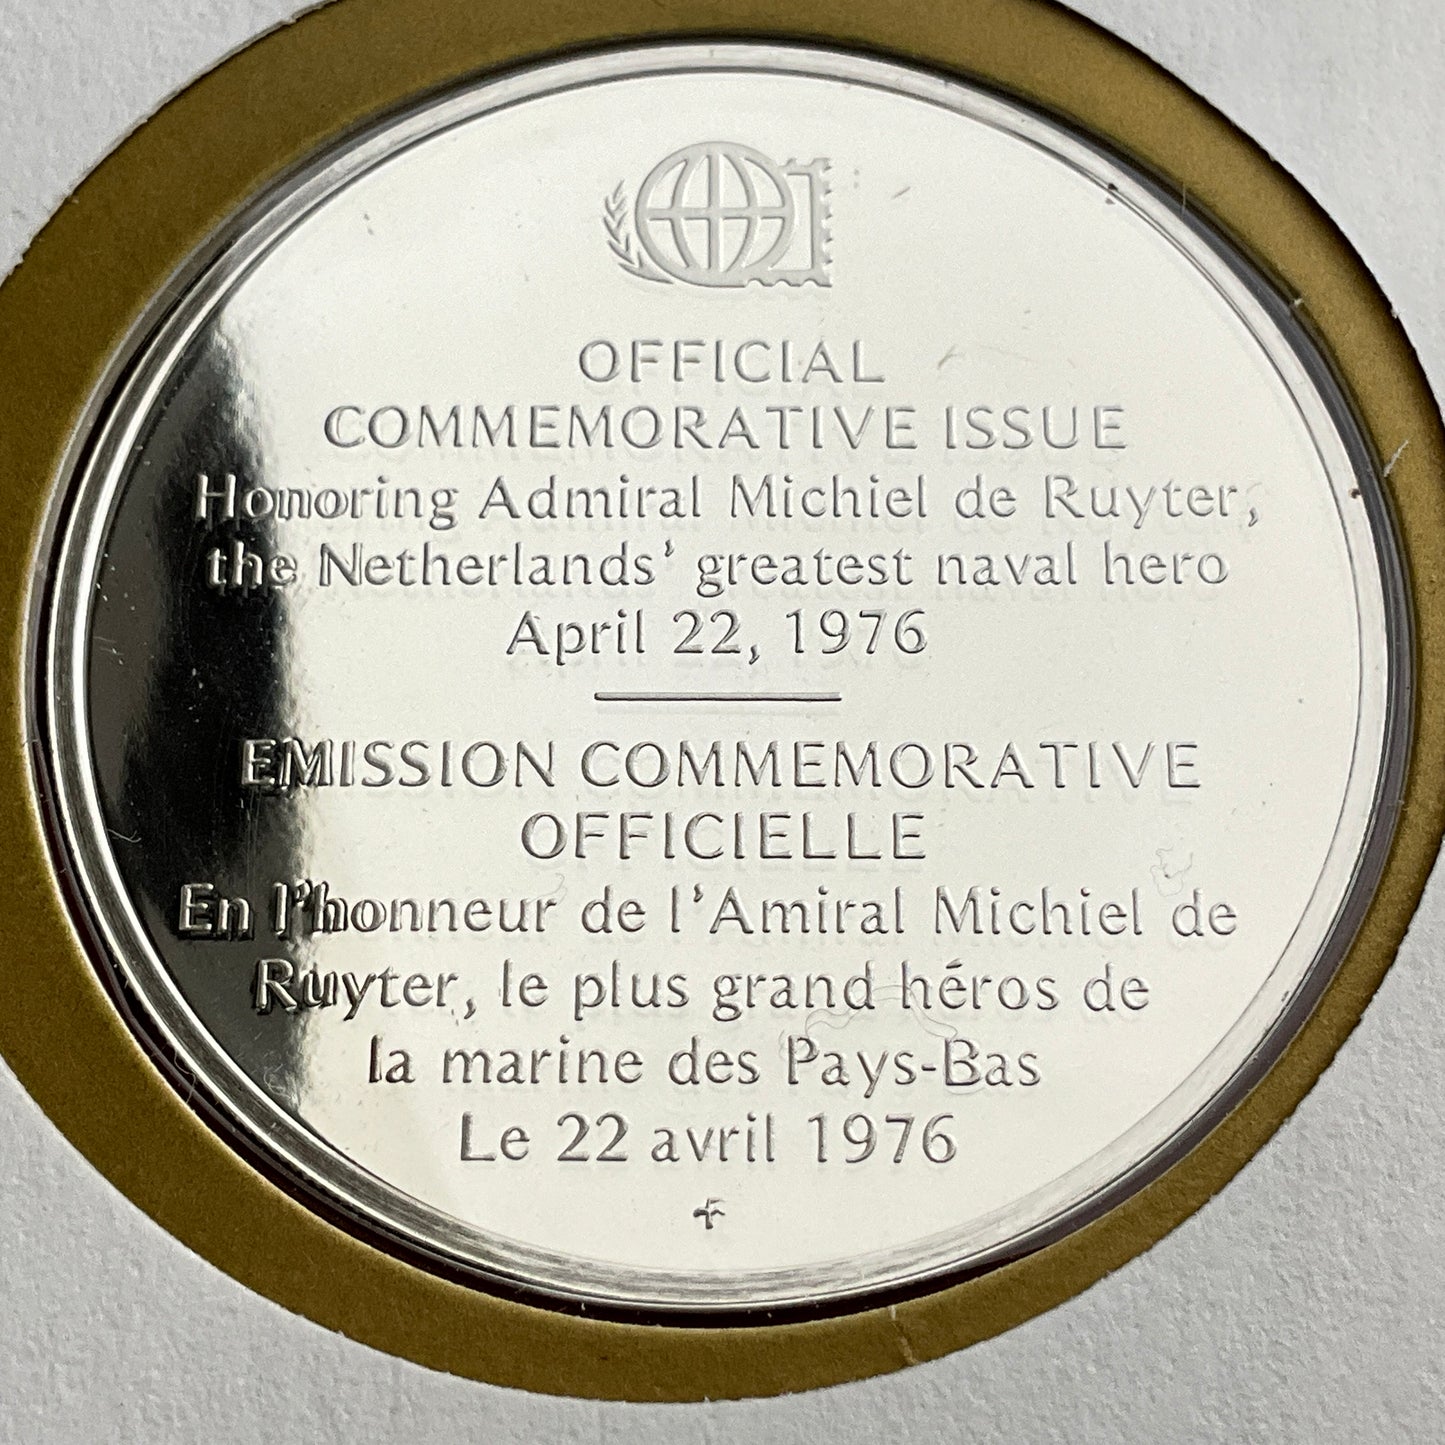 OFFICIAL
COMMEMORATIVE ISSUE
Honoring Admiral Michiel de Ruyter,
the Netherlands' greatest naval hero
April 22, 1976
EMISSION COMMEMORATIVE
OFFICIELLE
En l'honneur de l'Amiral Michiel de
Ruyter, le plus grand héros de
la marine des Pays-Bas
Le 22 avril 1976